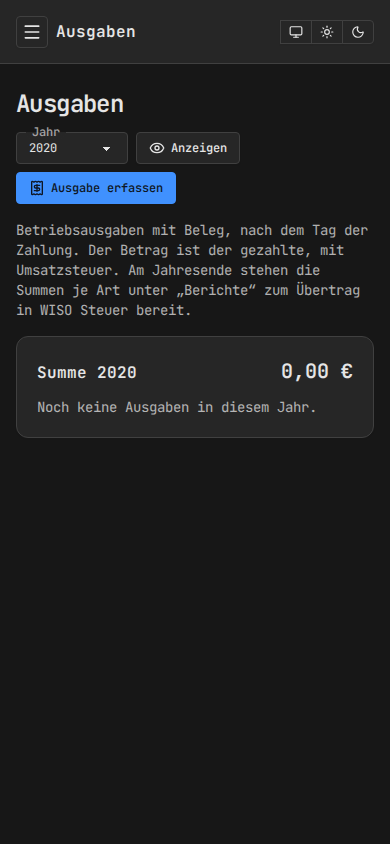 Ausgaben
Ausgaben
Jahr
2020
Anzeigen
Ausgabe erfassen
Betriebsausgaben mit Beleg, nach dem Tag der
Zahlung. Der Betrag ist der gezahlte, mit
Umsatzsteuer. Am Jahresende stehen die
Summen je Art unter „Berichte“ zum Übertrag
in WISO Steuer bereit.
Summe 2020
0,00 €
Noch keine Ausgaben in diesem Jahr.